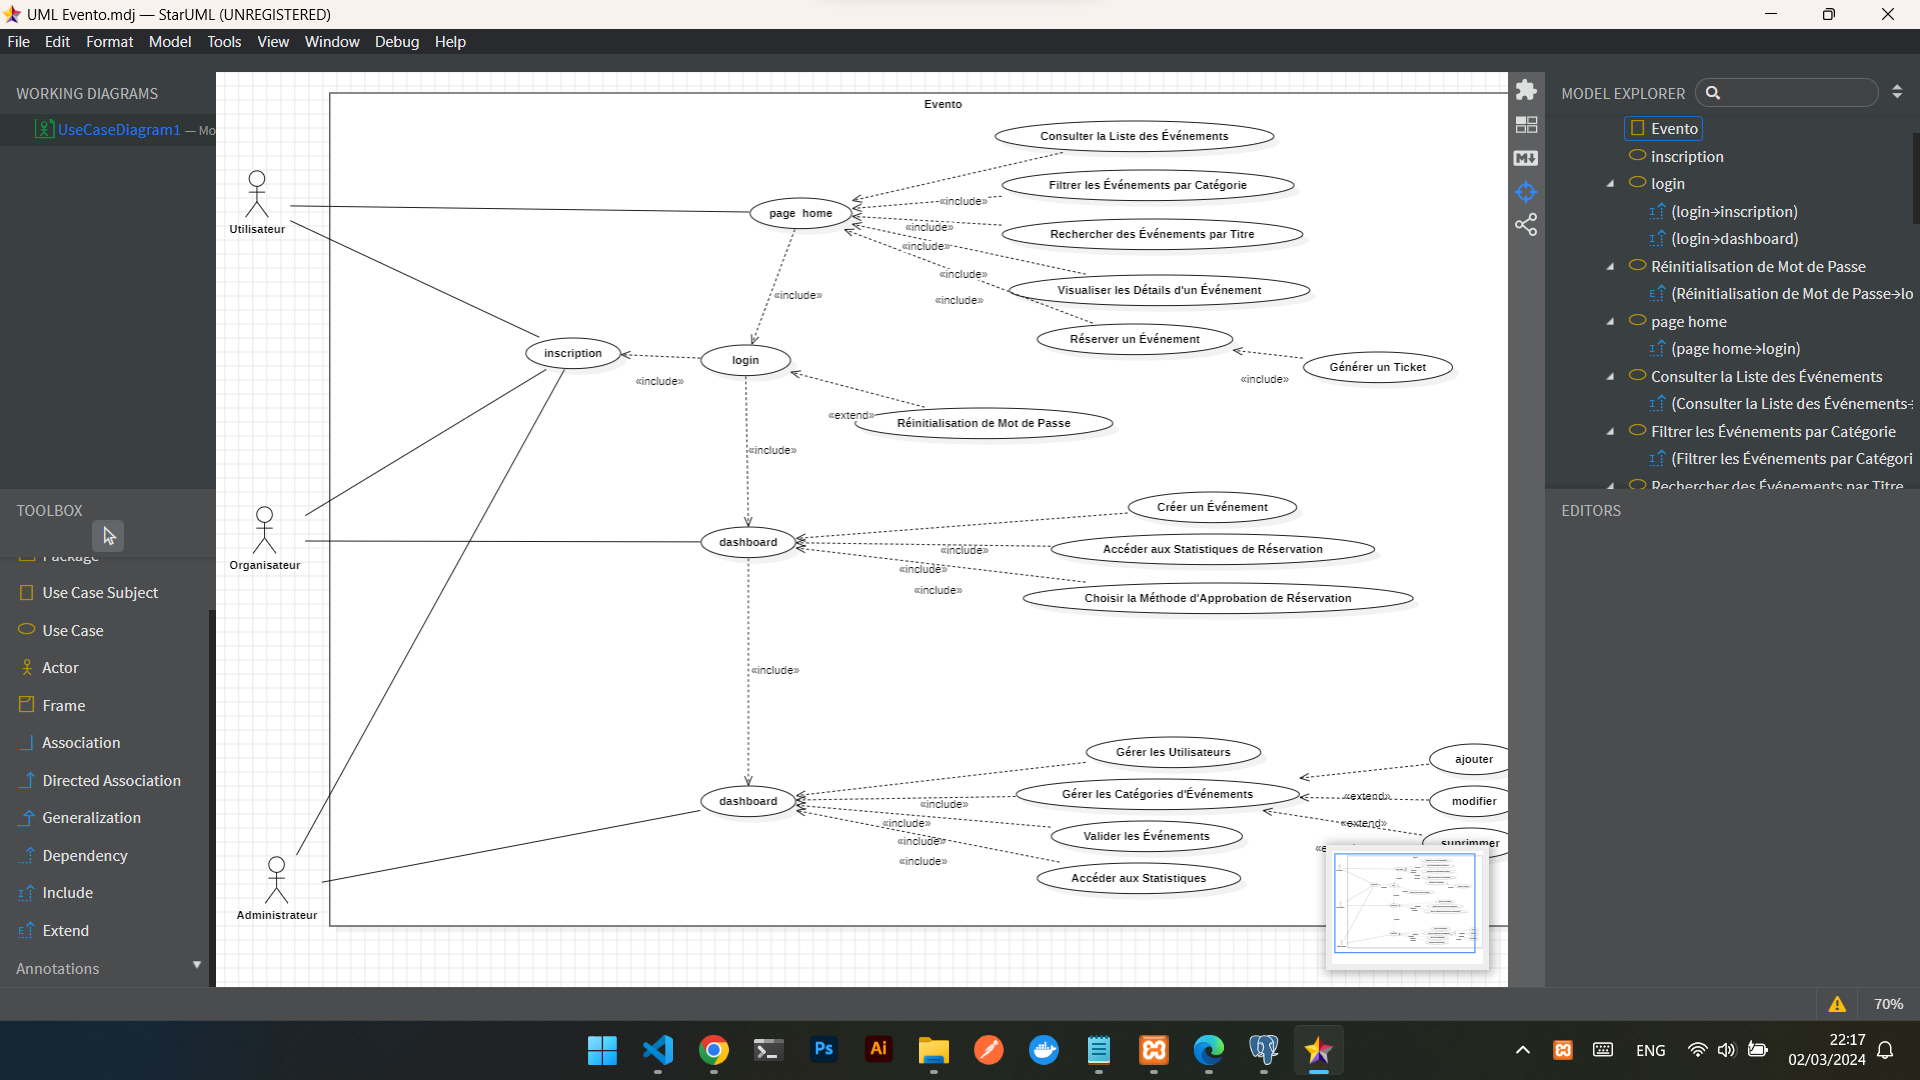 UML Evento.mdj — StarUML (UNREGISTERED)
File Edit Format Model Tools View Window Debug Help
WORKING DIAGRAMS
UseCaseDiagram1 — Mo
TOOLBOX
Package
Use Case Subject
Use Case
Actor
Frame
Association
Directed Association
Generalization
Dependency
Include
Extend
Annotations
Evento
Utilisateur
Organisateur
Administrateur
Consulter la Liste des Événements
Filtrer les Événements par Catégorie
«include»
page home
«include»
Rechercher des Événements par Titre
«include»
«include»
Visualiser les Détails d'un Événement
«include»
«include»
Réserver un Événement
inscription
login
Générer un Ticket
«include»
«include»
«extend»
Réinitialisation de Mot de Passe
«include»
Créer un Événement
dashboard
«include»
Accéder aux Statistiques de Réservation
«include»
«include»
Choisir la Méthode d'Approbation de Réservation
«include»
Gérer les Utilisateurs
ajouter
dashboard
«include»
Gérer les Catégories d'Événements
«extend»
modifier
«include»
«extend»
«include»
Valider les Événements
suprimmer
«e
«include»
Accéder aux Statistiques
MODEL EXPLORER
Evento
inscription
login
(login→inscription)
(login→dashboard)
Réinitialisation de Mot de Passe
(Réinitialisation de Mot de Passe→lo
page home
(page home→login)
Consulter la Liste des Événements
(Consulter la Liste des Événements→
Filtrer les Événements par Catégorie
(Filtrer les Événements par Catégori
Rechercher des Événements par Titre
EDITORS
70%
Ps
Ai
ENG
22:17
02/03/2024